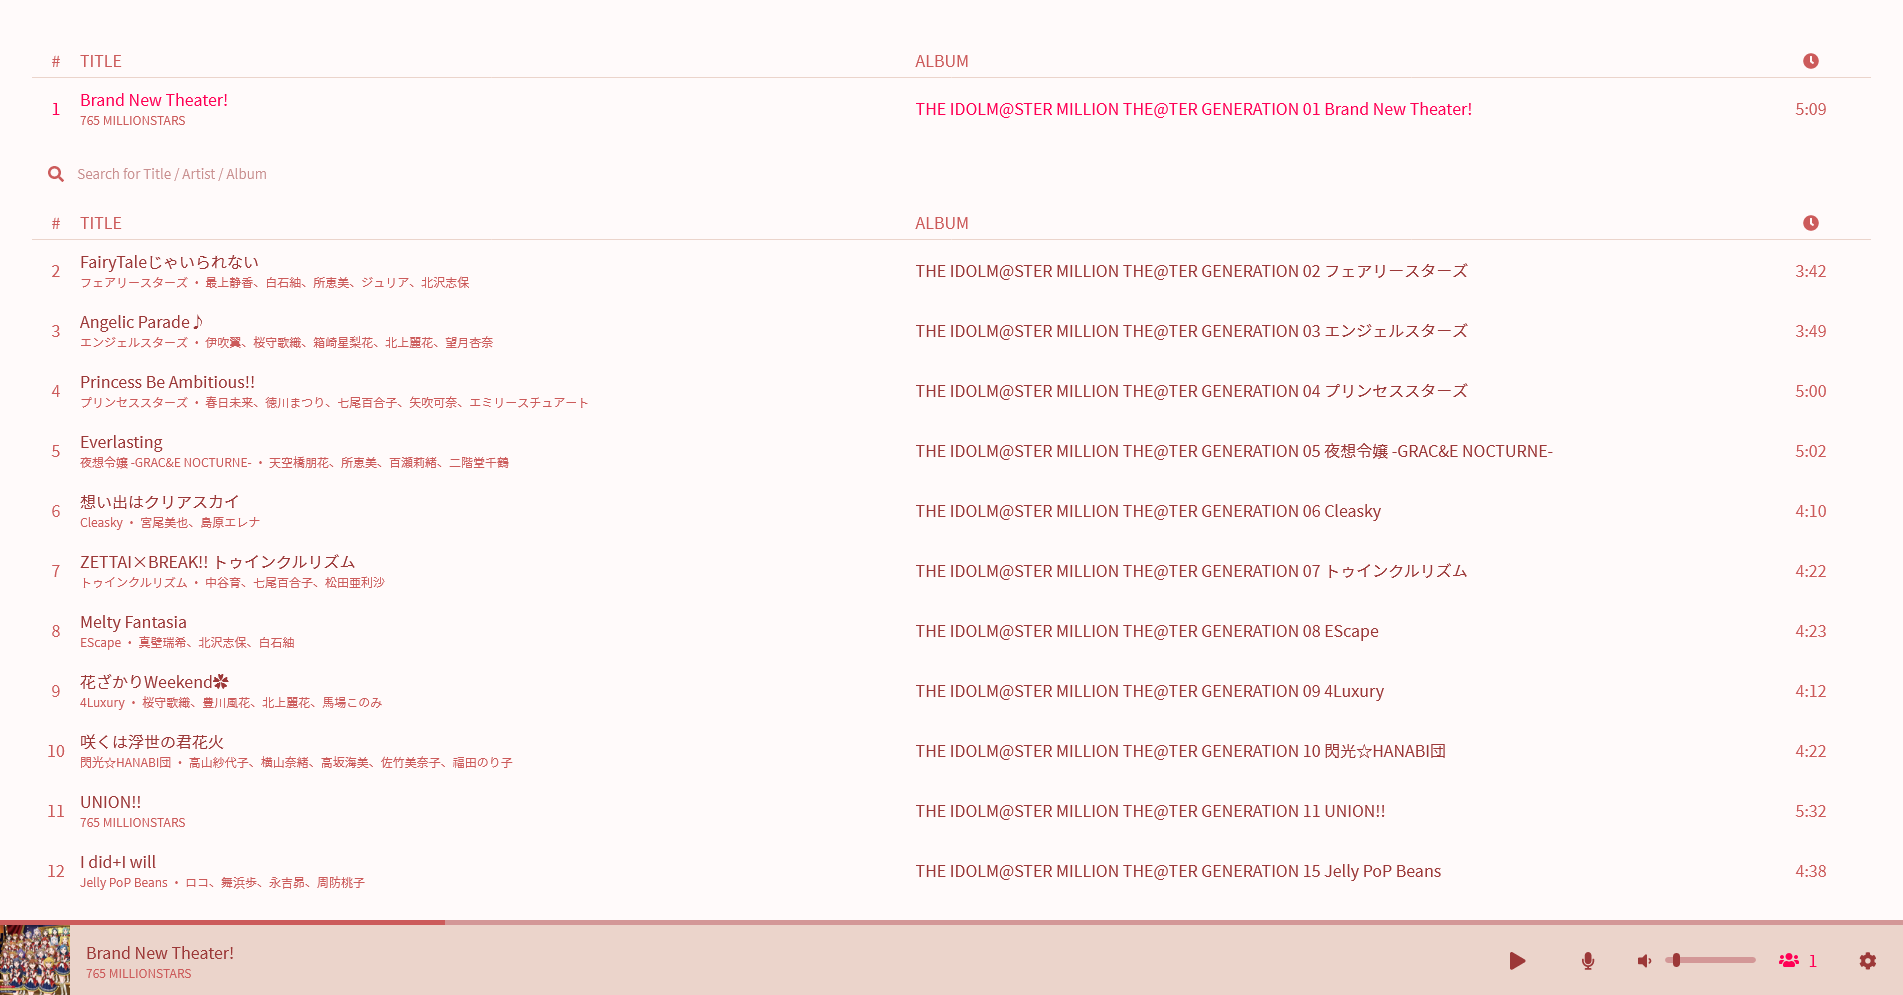 # TITLE ALBUM
1 Brand New Theater! THE IDOLM@STER MILLION THE@TER GENERATION 01 Brand New Theater! 5:09
765 MILLIONSTARS
Search for Title / Artist / Album
# TITLE ALBUM
2 FairyTaleじゃいられない THE IDOLM@STER MILLION THE@TER GENERATION 02 フェアリースターズ 3:42
フェアリースターズ ・ 最上静香、白石紬、所恵美、ジュリア、北沢志保
3 Angelic Parade♪ THE IDOLM@STER MILLION THE@TER GENERATION 03 エンジェルスターズ 3:49
エンジェルスターズ ・ 伊吹翼、桜守歌織、箱崎星梨花、北上麗花、望月杏奈
4 Princess Be Ambitious!! THE IDOLM@STER MILLION THE@TER GENERATION 04 プリンセススターズ 5:00
プリンセススターズ ・ 春日未来、徳川まつり、七尾百合子、矢吹可奈、エミリースチュアート
5 Everlasting THE IDOLM@STER MILLION THE@TER GENERATION 05 夜想令嬢 -GRAC&E NOCTURNE- 5:02
夜想令嬢 -GRAC&E NOCTURNE- ・ 天空橋朋花、所恵美、百瀬莉緒、二階堂千鶴
6 想い出はクリアスカイ THE IDOLM@STER MILLION THE@TER GENERATION 06 Cleasky 4:10
Cleasky ・ 宮尾美也、島原エレナ
7 ZETTAI×BREAK!! トゥインクルリズム THE IDOLM@STER MILLION THE@TER GENERATION 07 トゥインクルリズム 4:22
トゥインクルリズム ・ 中谷育、七尾百合子、松田亜利沙
8 Melty Fantasia THE IDOLM@STER MILLION THE@TER GENERATION 08 EScape 4:23
EScape ・ 真壁瑞希、北沢志保、白石紬
9 花ざかりWeekend✿ THE IDOLM@STER MILLION THE@TER GENERATION 09 4Luxury 4:12
4Luxury ・ 桜守歌織、豊川風花、北上麗花、馬場このみ
10 咲くは浮世の君花火 THE IDOLM@STER MILLION THE@TER GENERATION 10 閃光☆HANABI団 4:22
閃光☆HANABI団 ・ 高山紗代子、横山奈緒、高坂海美、佐竹美奈子、福田のり子
11 UNION!! THE IDOLM@STER MILLION THE@TER GENERATION 11 UNION!! 5:32
765 MILLIONSTARS
12 I did+I will THE IDOLM@STER MILLION THE@TER GENERATION 15 Jelly PoP Beans 4:38
Jelly PoP Beans ・ ロコ、舞浜歩、永吉昴、周防桃子
Brand New Theater!
765 MILLIONSTARS
1